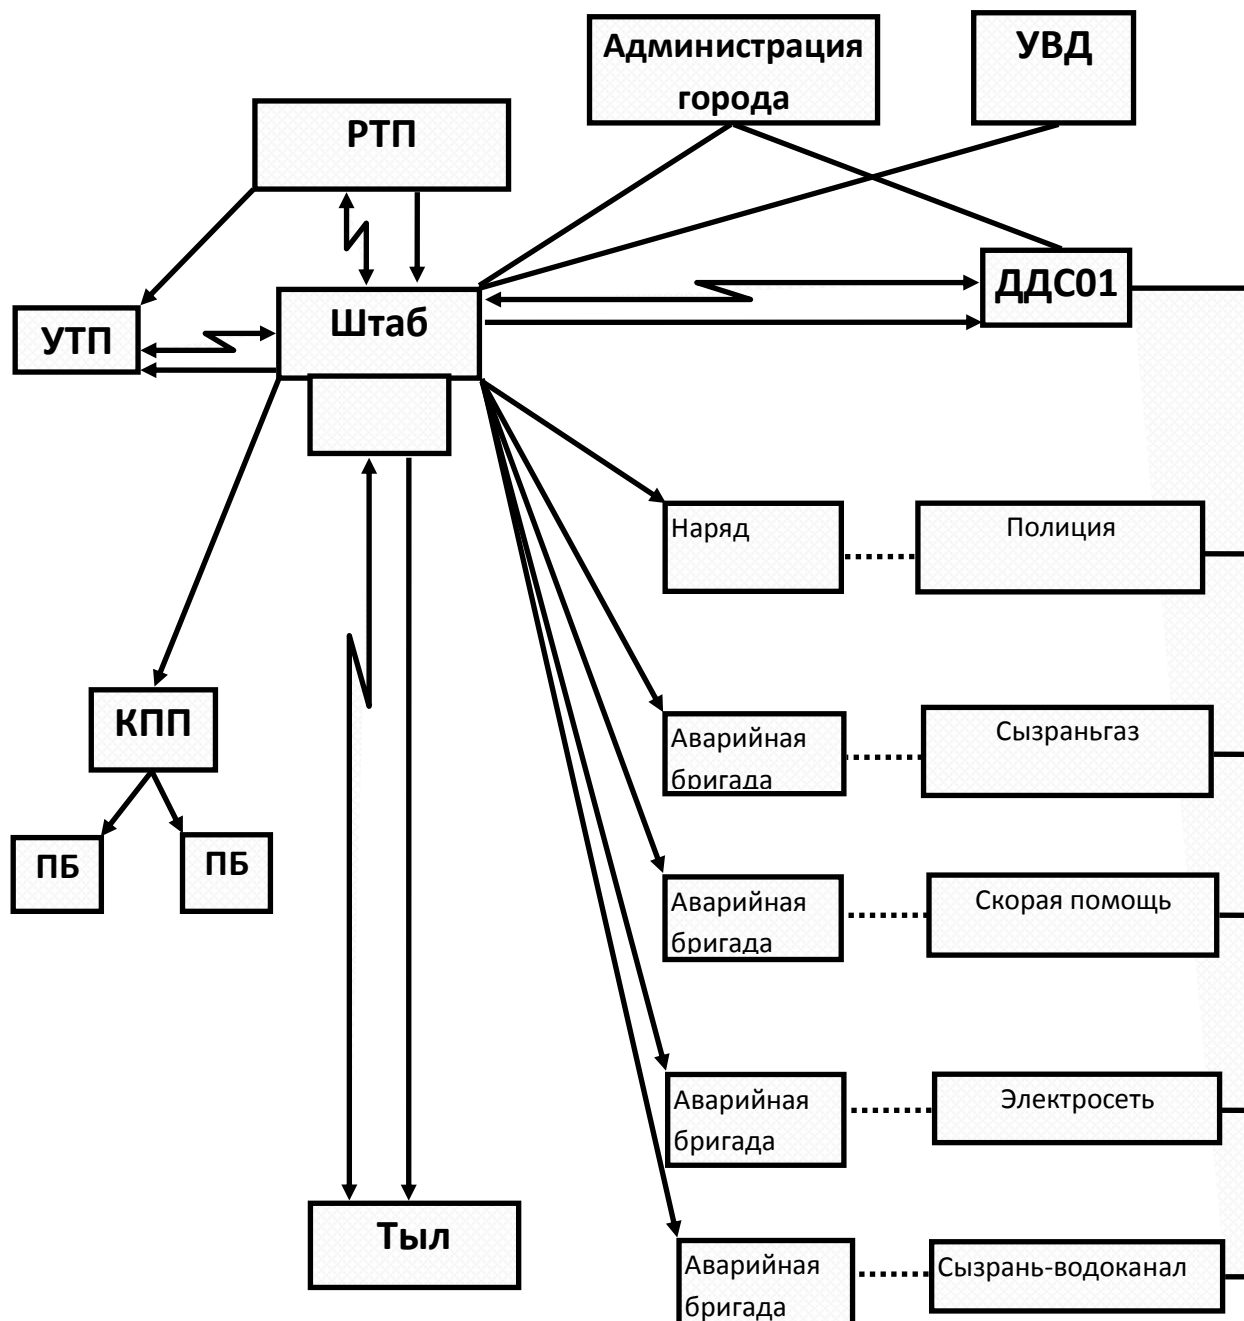 Администрация
города
УВД
РТП
ДДС01
Штаб
УТП
Наряд
Полиция
КПП
Аварийная
бригада
Сызраньгаз
ПБ
ПБ
Аварийная
бригада
Скорая помощь
Аварийная
бригада
Электросеть
Тыл
Аварийная
бригада
Сызрань-водоканал